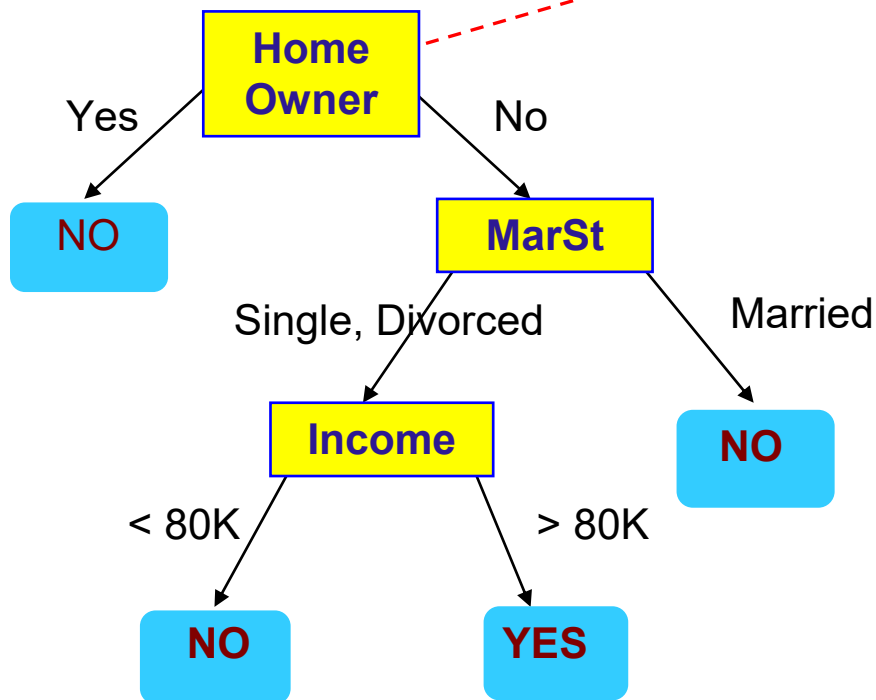 Home
Owner
Yes
No
NO
MarSt
Single, Divorced
Married
Income
NO
< 80K
> 80K
NO
YES